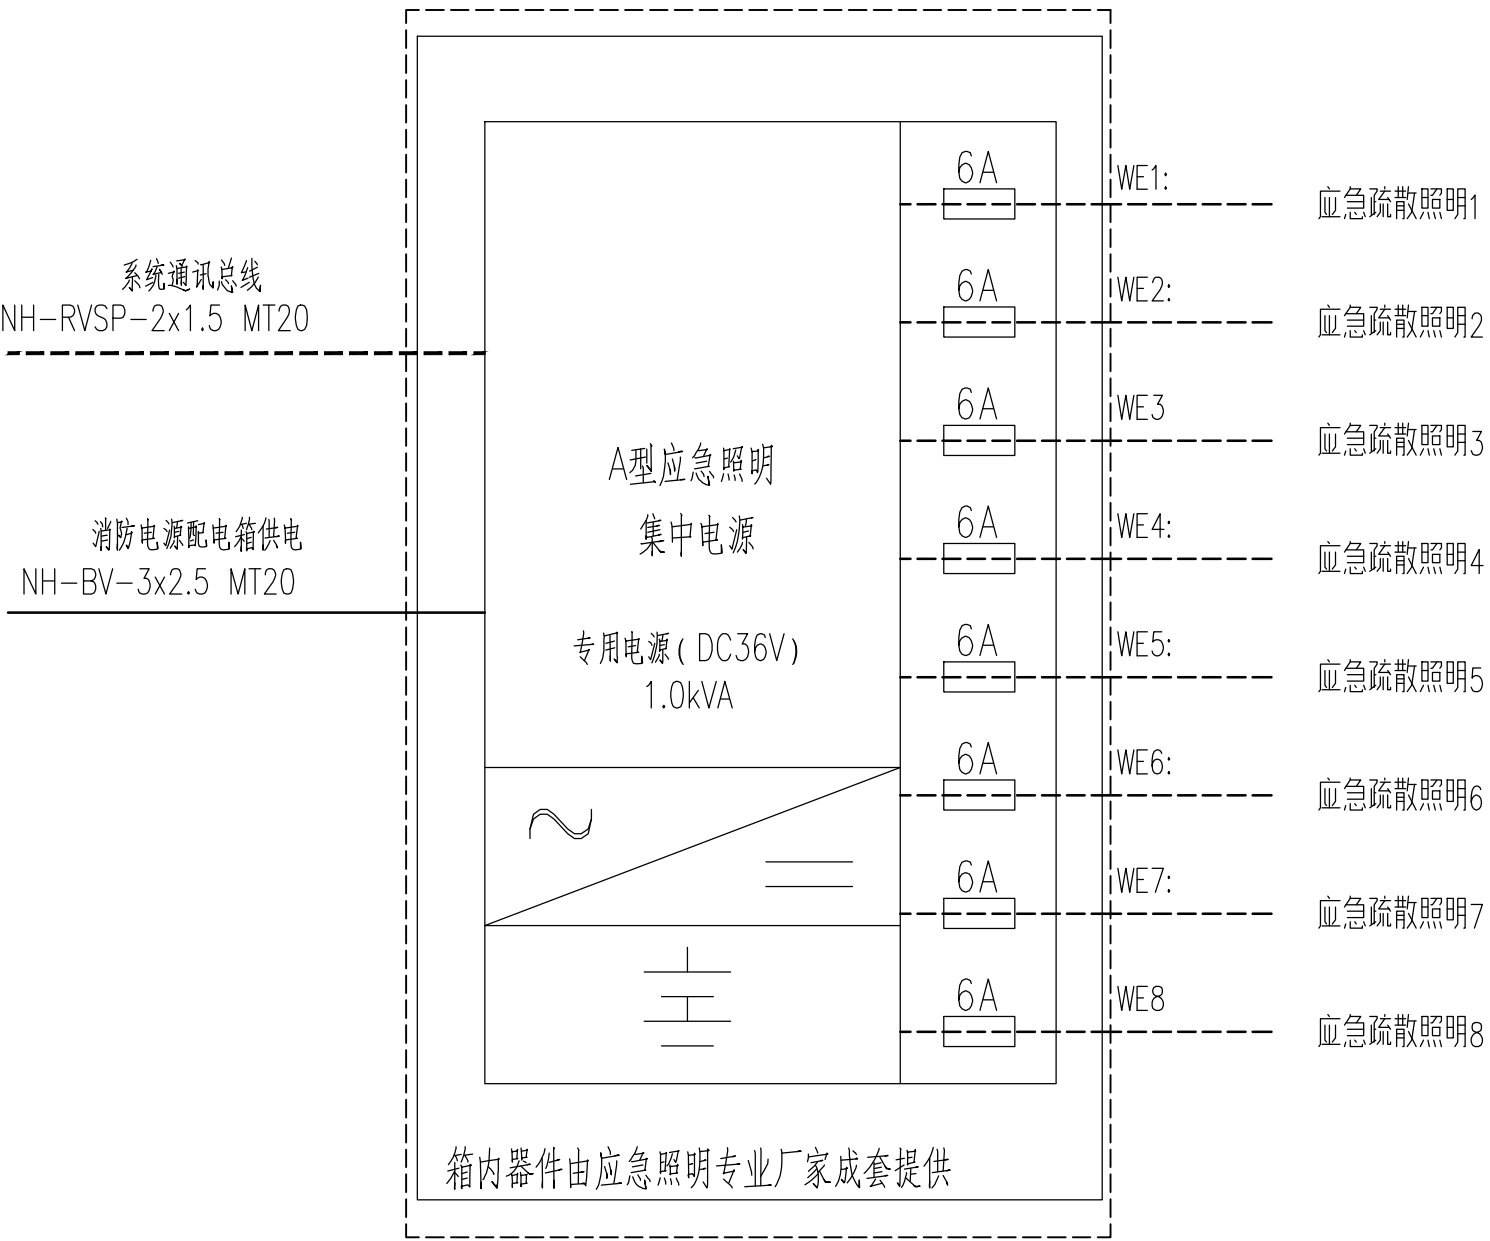 系统通讯总线
NH-RVSP-2x1.5 MT20
消防电源配电箱供电
NH-BV-3x2.5 MT20
A型应急照明
集中电源
专用电源(DC36V)
1.0kVA
6A
WE1:
应急疏散照明1
6A
WE2:
应急疏散照明2
6A
WE3
应急疏散照明3
6A
WE4:
应急疏散照明4
6A
WE5:
应急疏散照明5
6A
WE6:
应急疏散照明6
6A
WE7:
应急疏散照明7
6A
WE8
应急疏散照明8
箱内器件由应急照明专业厂家成套提供